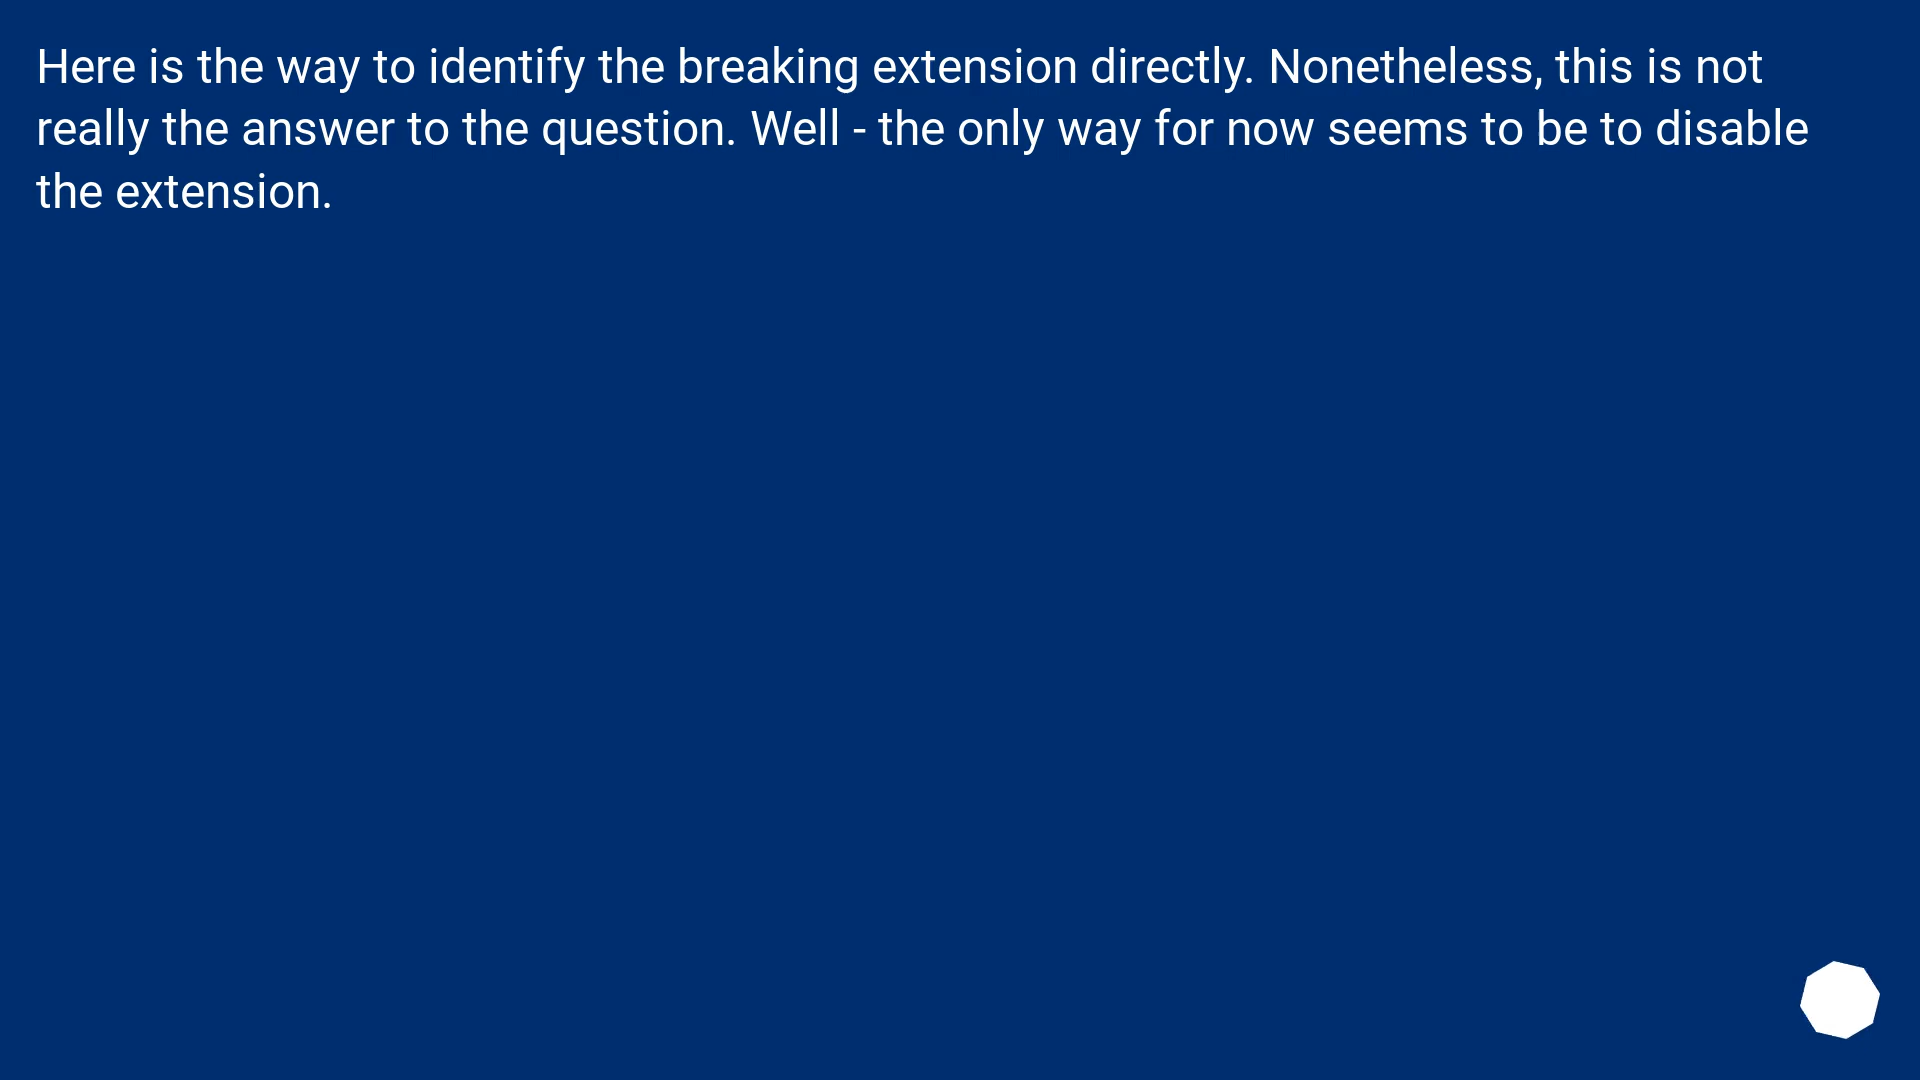 Here is the way to identify the breaking extension directly. Nonetheless, this is not
really the answer to the question. Well - the only way for now seems to be to disable
the extension.